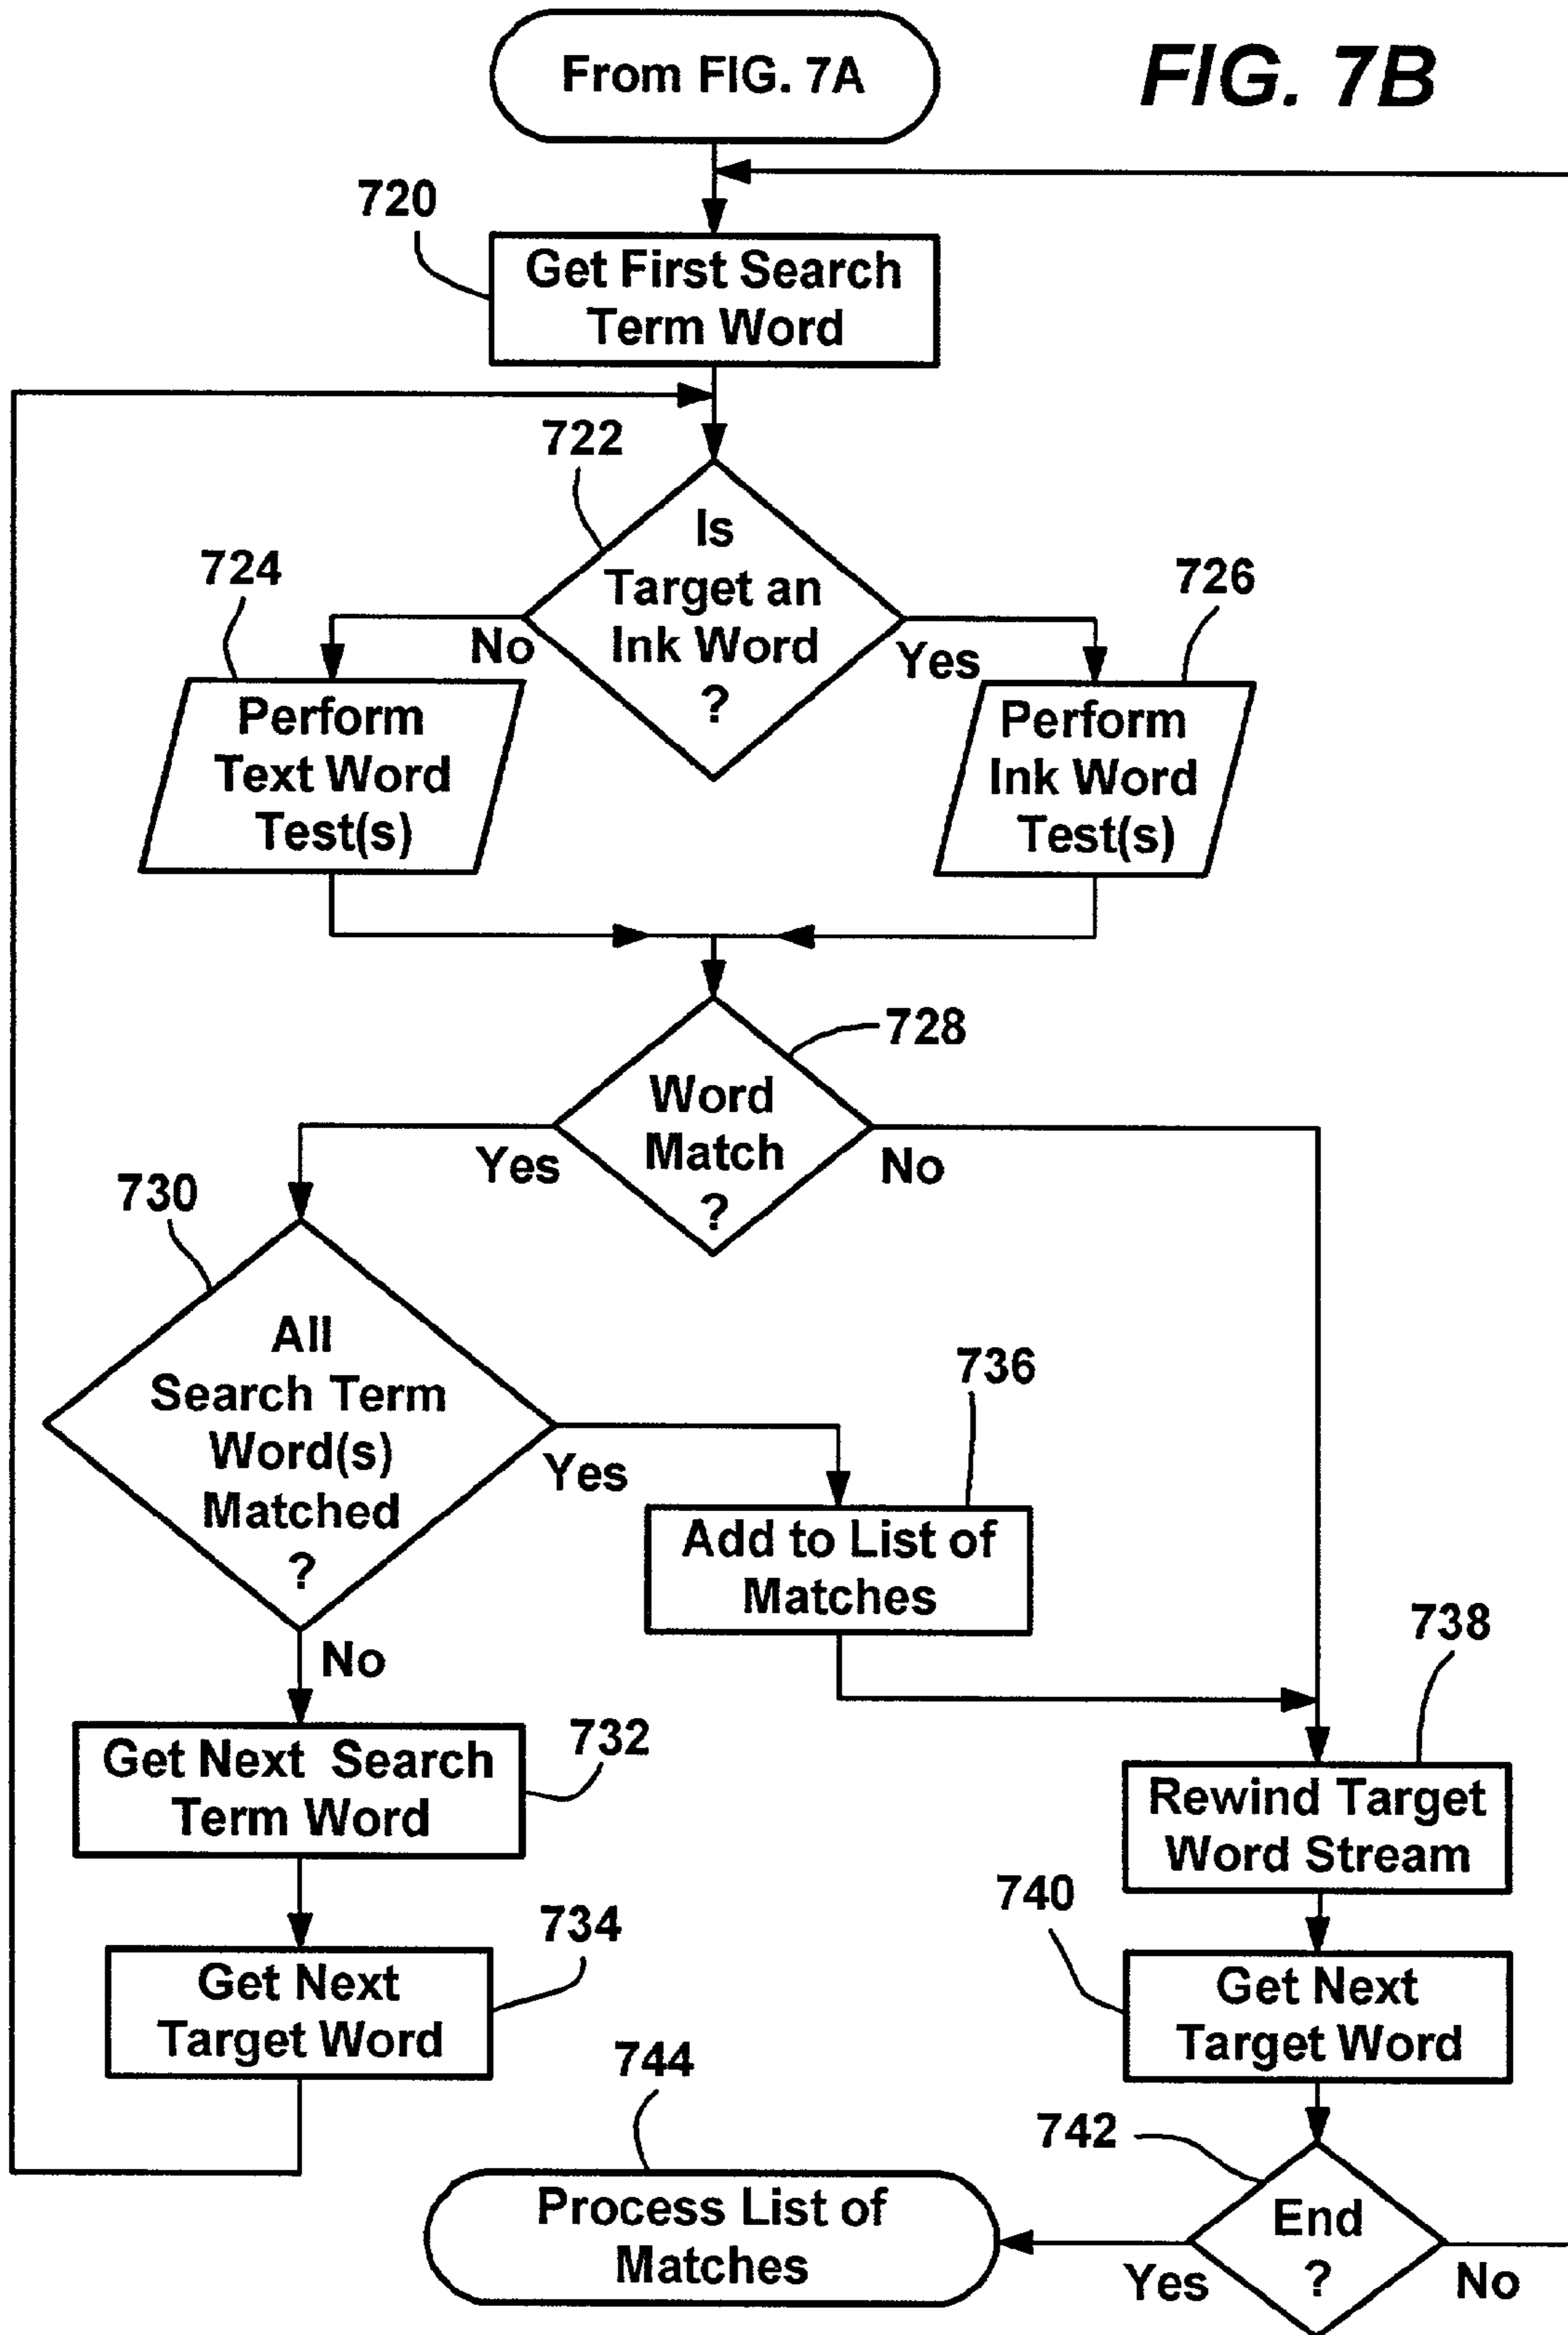 From FIG. 7A
FIG. 7B
720
Get First Search
Term Word
722
Is
Target an
Ink Word
?
No
Yes
724
Perform
Text Word
Test(s)
726
Perform
Ink Word
Test(s)
728
Word
Match
?
Yes
No
730
All
Search Term
Word(s)
Matched
?
Yes
No
736
Add to List of
Matches
732
Get Next Search
Term Word
734
Get Next
Target Word
738
Rewind Target
Word Stream
740
Get Next
Target Word
742
End
?
Yes
No
744
Process List of
Matches